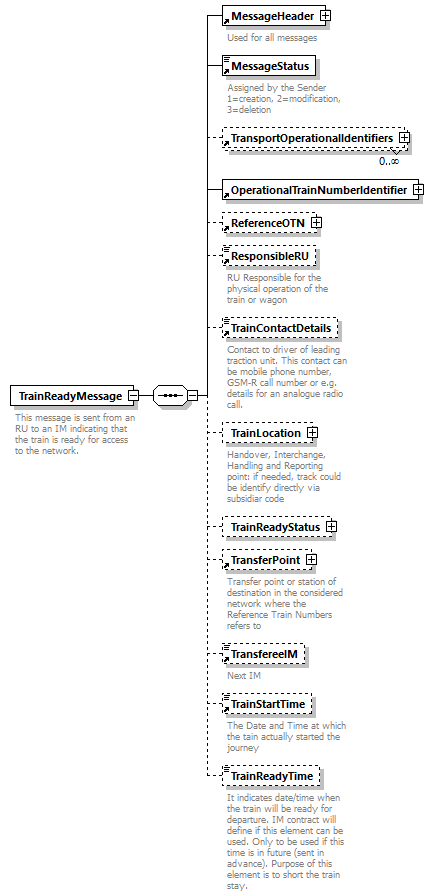 MessageHeader
Used for all messages
MessageStatus
Assigned by the Sender
1=creation, 2=modification,
3=deletion
TransportOperationalIdentifiers
0..∞
OperationalTrainNumberIdentifier
ReferenceOTN
ResponsibleRU
RU Responsible for the
physical operation of the
train or wagon
TrainContactDetails
Contact to driver of leading
traction unit. This contact can
be mobile phone number,
GSM-R call number or e.g.
details for an analogue radio
call.
TrainReadyMessage
This message is sent from an
RU to an IM indicating that
the train is ready for access
to the network.
TrainLocation
Handover, Interchange,
Handling and Reporting
point: if needed, track could
be identify directly via
subsidiar code
TrainReadyStatus
TransferPoint
Transfer point or station of
destination in the considered
network where the
Reference Train Numbers
refers to
TransfereeIM
Next IM
TrainStartTime
The Date and Time at which
the tain actually started the
journey
TrainReadyTime
It indicates date/time when
the train will be ready for
departure. IM contract will
define if this element can be
used. Only to be used if this
time is in future (sent in
advance). Purpose of this
element is to short the train
stay.